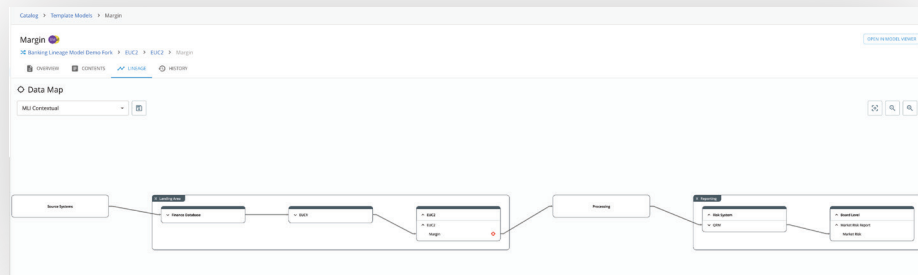 Catalog > Template Models > Margin
Margin
Banking Lineage Model Demo Fork > EUC2 > EUC2 > Margin
OPEN IN MODEL VIEWER
OVERVIEW CONTENTS LINEAGE HISTORY
Data Map
MLI Contextual
Source Systems
Landing Area
Finance Database
EUC1
EUC2
EUC2
Margin
Processing
Reporting
Risk System
Board Level
Market Risk Report
Market Risk